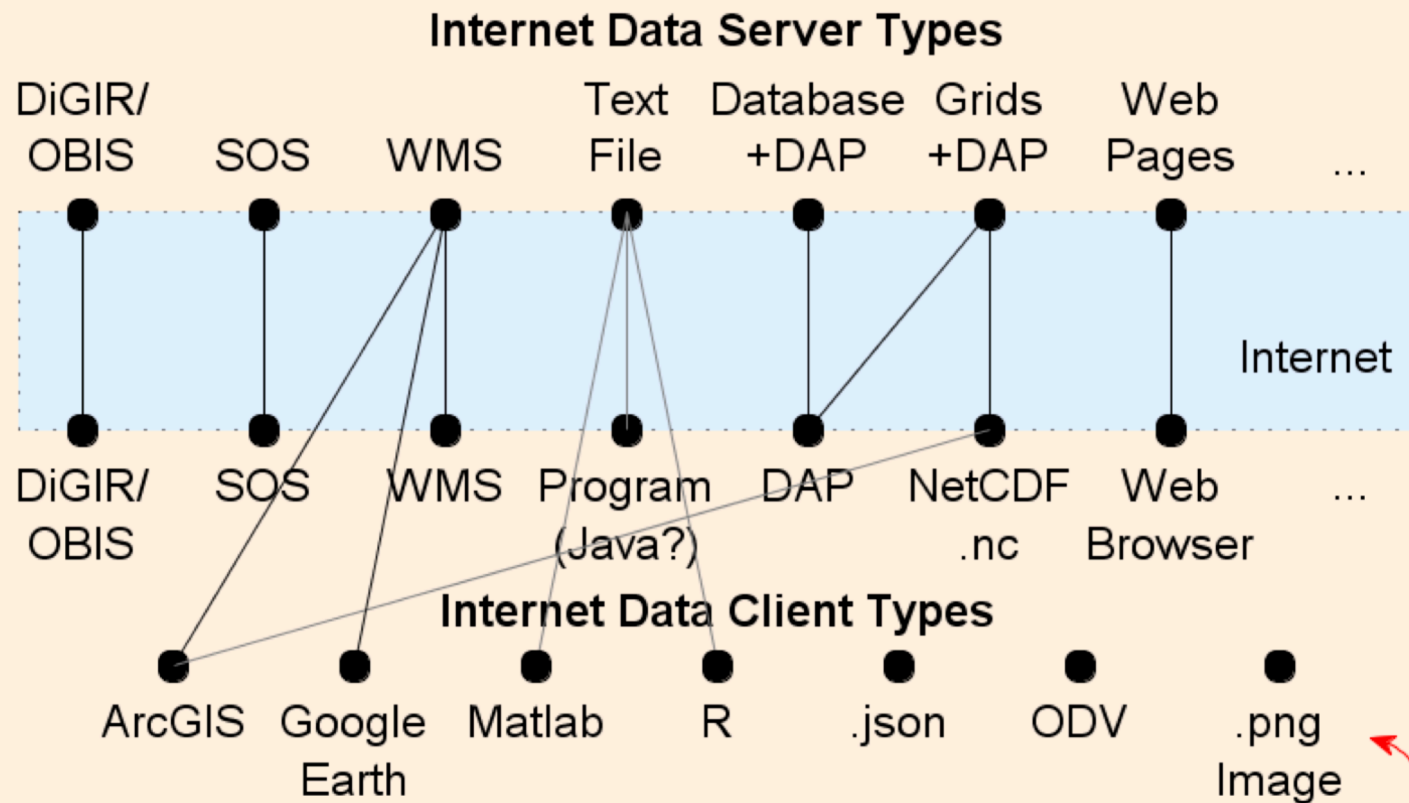 Internet Data Server Types
DiGIR/ Text Database Grids Web
OBIS SOS WMS File +DAP +DAP Pages ...
Internet
DiGIR/ SOS WMS Program DAP NetCDF Web ...
OBIS (Java?) .nc Browser
Internet Data Client Types
ArcGIS Google Matlab R .json ODV .png
Earth Image